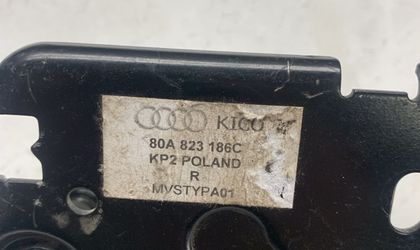 KICO
80A 823 186C
KP2 POLAND
R
MVSTYPA01